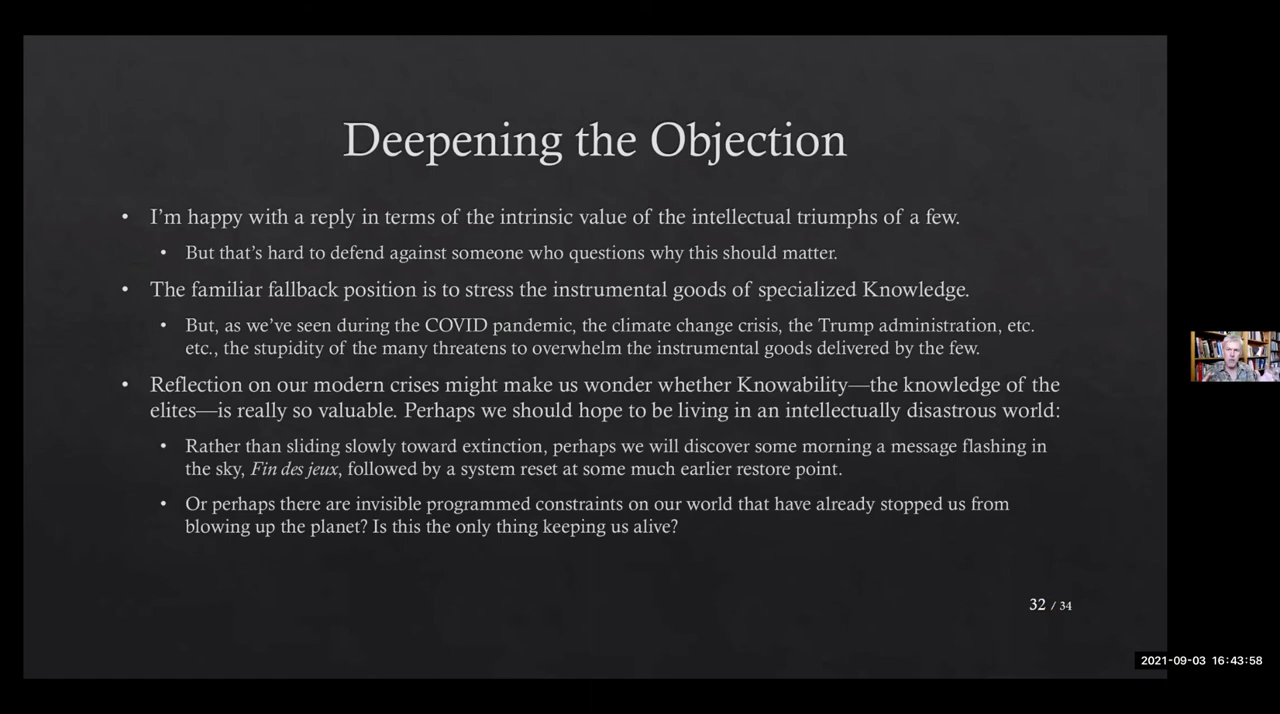 Deepening the Objection
• I'm happy with a reply in terms of the intrinsic value of the intellectual triumphs of a few.
• But that's hard to defend against someone who questions why this should matter.
• The familiar fallback position is to stress the instrumental goods of specialized Knowledge.
• But, as we've seen during the COVID pandemic, the climate change crisis, the Trump administration, etc.
etc., the stupidity of the many threatens to overwhelm the instrumental goods delivered by the few.
• Reflection on our modern crises might make us wonder whether Knowability—the knowledge of the
elites—is really so valuable. Perhaps we should hope to be living in an intellectually disastrous world:
• Rather than sliding slowly toward extinction, perhaps we will discover some morning a message flashing in
the sky, Fin des jeux, followed by a system reset at some much earlier restore point.
• Or perhaps there are invisible programmed constraints on our world that have already stopped us from
blowing up the planet? Is this the only thing keeping us alive?
32 / 34
2021-09-03 16:43:58